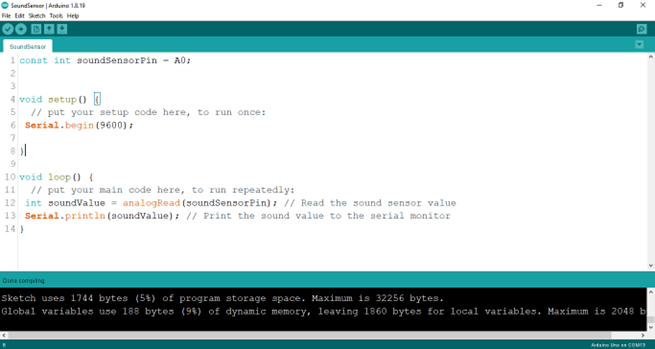 SoundSensor | Arduino 1.8.19
File Edit Sketch Tools Help
SoundSensor
1 const int soundSensorPin = A0;
2
3
4 void setup() {
5 // put your setup code here, to run once:
6 Serial.begin(9600);
7
8 }
9
10 void loop() {
11 // put your main code here, to run repeatedly:
12 int soundValue = analogRead(soundSensorPin); // Read the sound sensor value
13 Serial.println(soundValue); // Print the sound value to the serial monitor
14 }
Done compiling.
Sketch uses 1744 bytes (5%) of program storage space. Maximum is 32256 bytes.
Global variables use 188 bytes (9%) of dynamic memory, leaving 1860 bytes for local variables. Maximum is 2048 b
8 Arduino Uno on COM13